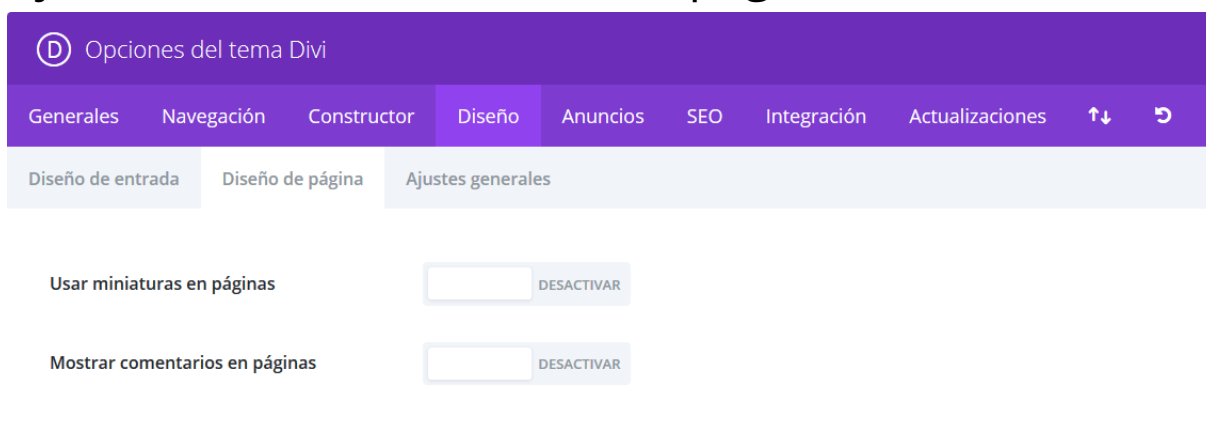 Opciones del tema Divi
Generales Navegación Constructor Diseño Anuncios SEO Integración Actualizaciones
Diseño de entrada Diseño de página Ajustes generales
Usar miniaturas en páginas DESACTIVAR
Mostrar comentarios en páginas DESACTIVAR